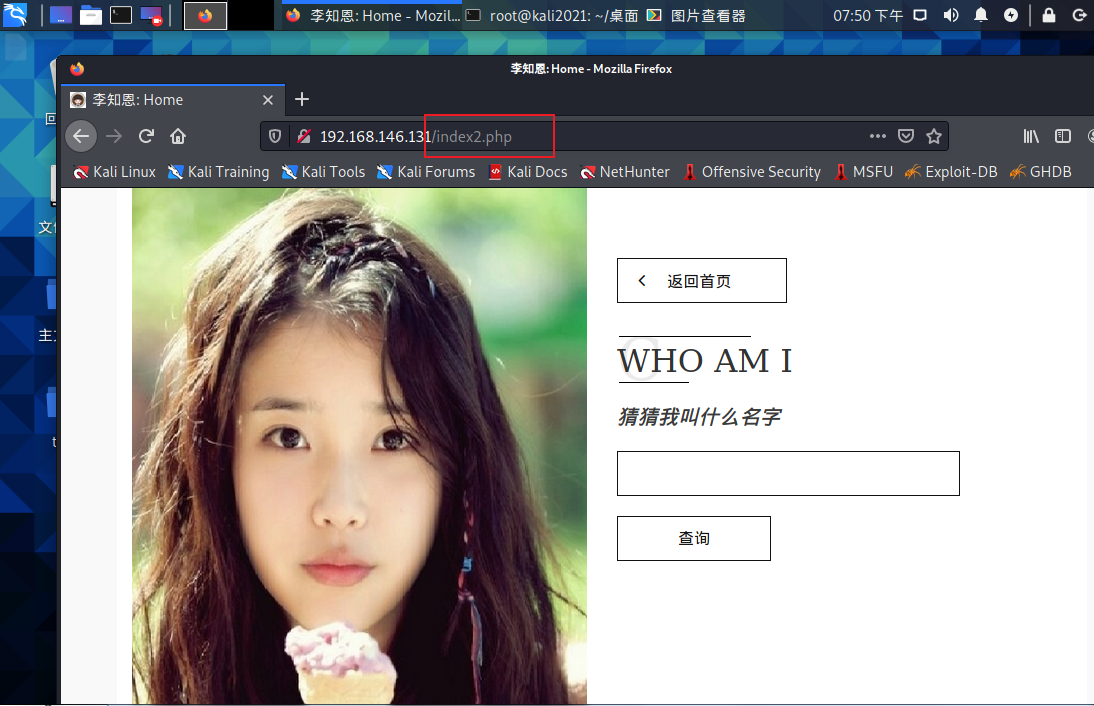 07:50 下午
李知恩: Home - Mozil...
root@kali2021: ~/桌面
图片查看器
李知恩: Home - Mozilla Firefox
李知恩: Home
192.168.146.131/index2.php
Kali Linux
Kali Training
Kali Tools
Kali Forums
Kali Docs
NetHunter
Offensive Security
MSFU
Exploit-DB
GHDB
返回首页
WHO AM I
猜猜我叫什么名字
查询